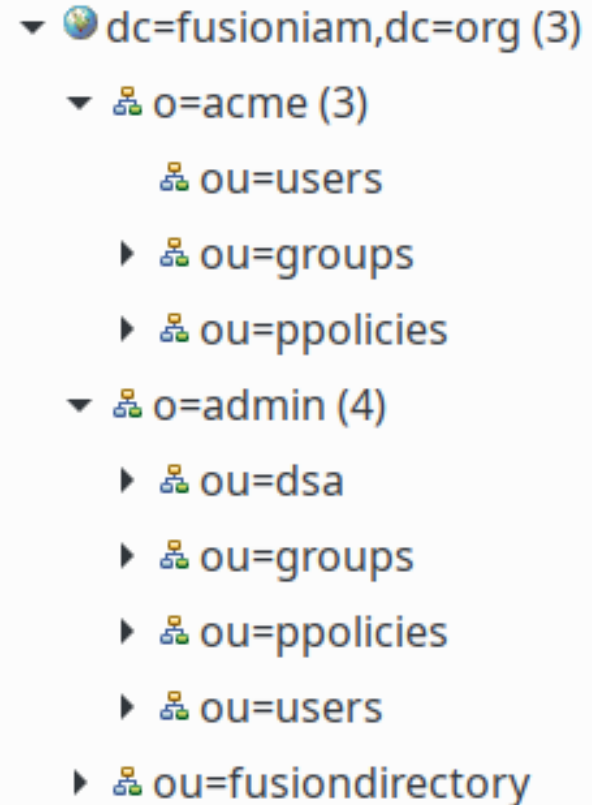 dc=fusioniam,dc=org (3)
o=acme (3)
ou=users
ou=groups
ou=ppolicies
o=admin (4)
ou=dsa
ou=groups
ou=ppolicies
ou=users
ou=fusiondirectory